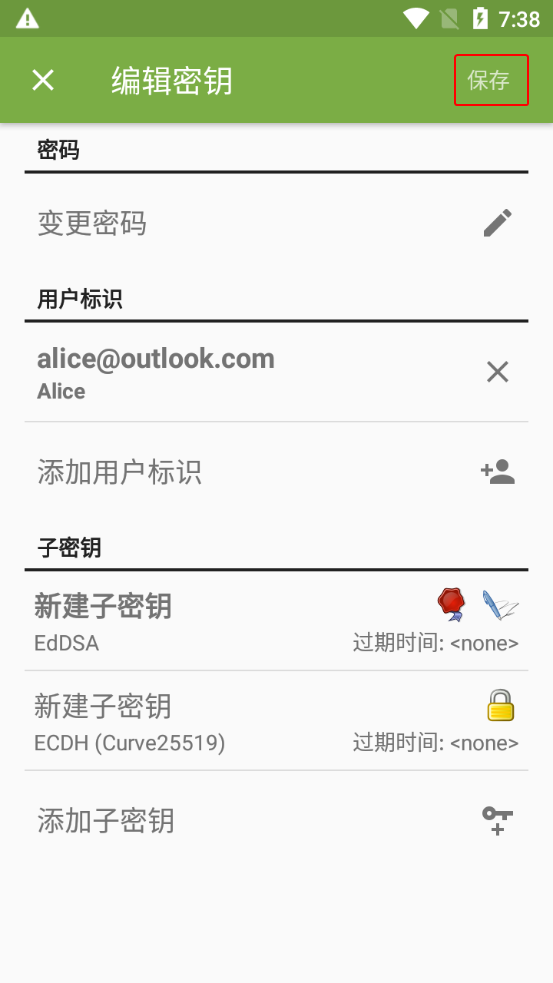 7:38
编辑密钥
保存
密码
变更密码
用户标识
alice@outlook.com
Alice
添加用户标识
子密钥
新建子密钥
EdDSA 过期时间: <none>
新建子密钥
ECDH (Curve25519) 过期时间: <none>
添加子密钥